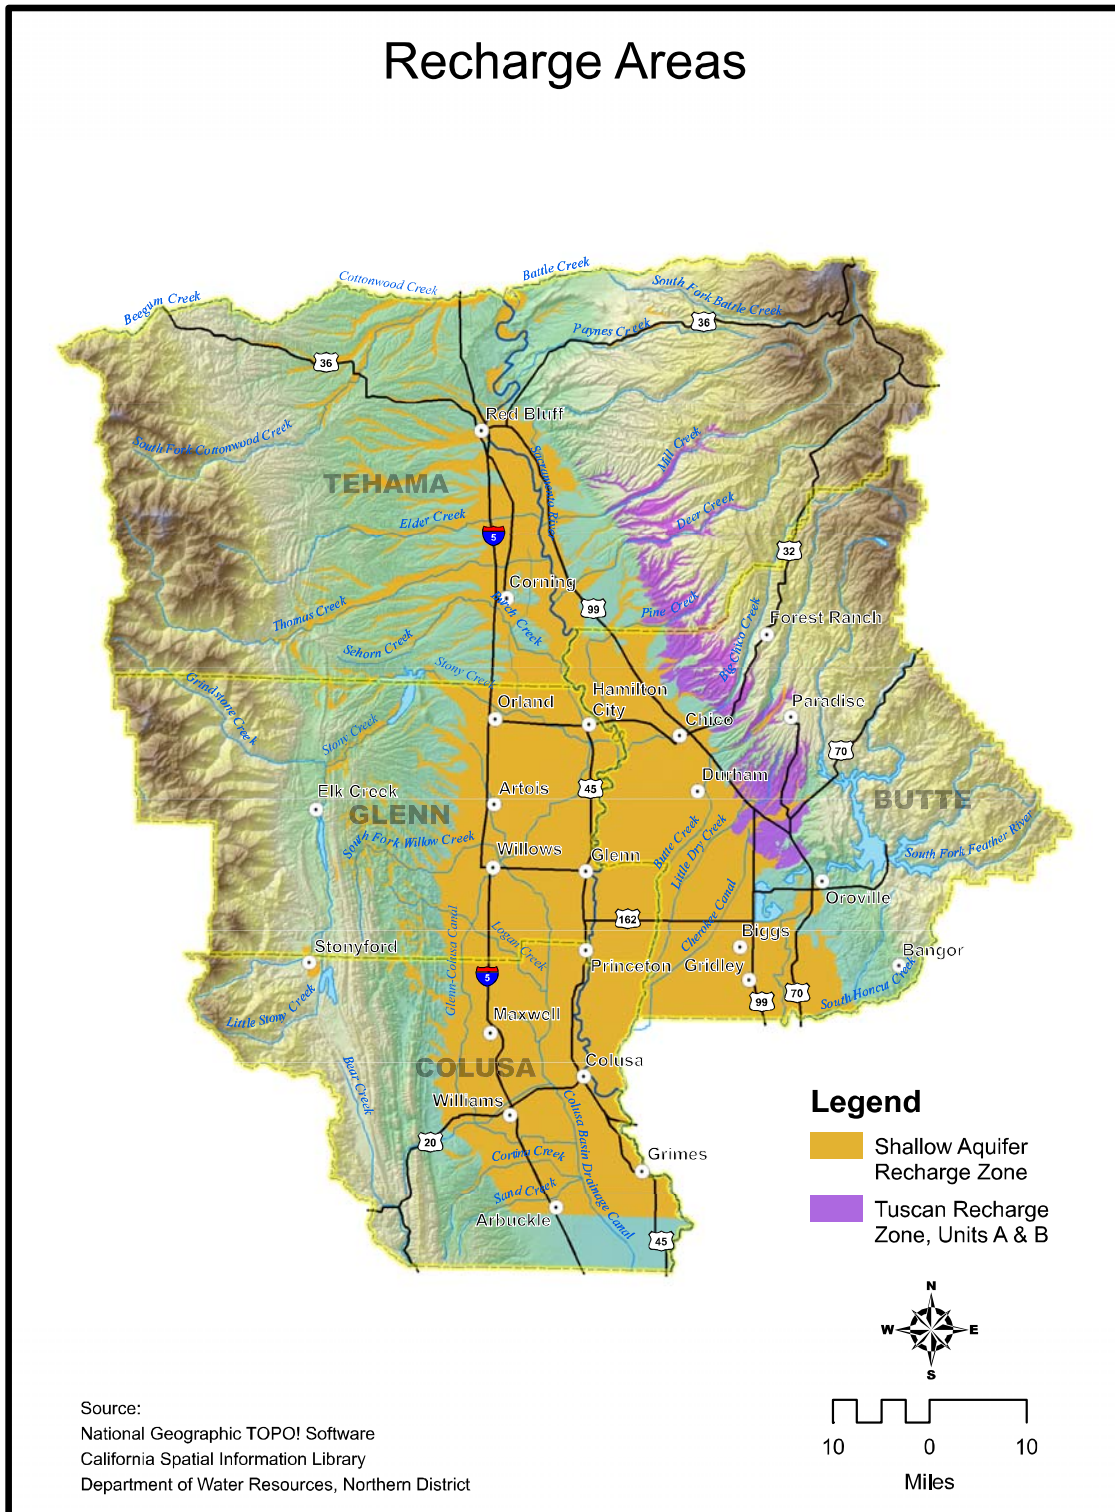 Recharge Areas
Battle Creek
Cottonwood Creek
South Fork Battle Creek
Beegum Creek
Paynes Creek
36
36
Red Bluff
South Fork Cottonwood Creek
Mill Creek
Sacramento River
TEHAMA
Deer Creek
Elder Creek
5
32
Corning
99
Pine Creek
Birch Creek
Thomas Creek
Forest Ranch
Big Chico Creek
Sehorn Creek
Stony Creek
Grindstone Creek
Hamilton
City
Orland
Paradise
Chico
Stony Creek
70
Durham
45
Artois
Elk Creek
BUTTE
GLENN
South Fork Willow Creek
Butte Creek
Little Dry Creek
South Fork Feather River
Willows
Glenn
Oroville
162
Cherokee Canal
Glenn-Colusa Canal
Logan Creek
Biggs
Stonyford
Princeton
Gridley
Bangor
5
99
70
South Honcut Creek
Little Stony Creek
Maxwell
Colusa
COLUSA
Bear Creek
Williams
Colusa Basin Drainage Canal
20
Cortina Creek
Grimes
Sand Creek
Arbuckle
45
Legend
Shallow Aquifer
Recharge Zone
Tuscan Recharge
Zone, Units A & B
N
W E
S
10 0 10
Miles
Source:
National Geographic TOPO! Software
California Spatial Information Library
Department of Water Resources, Northern District